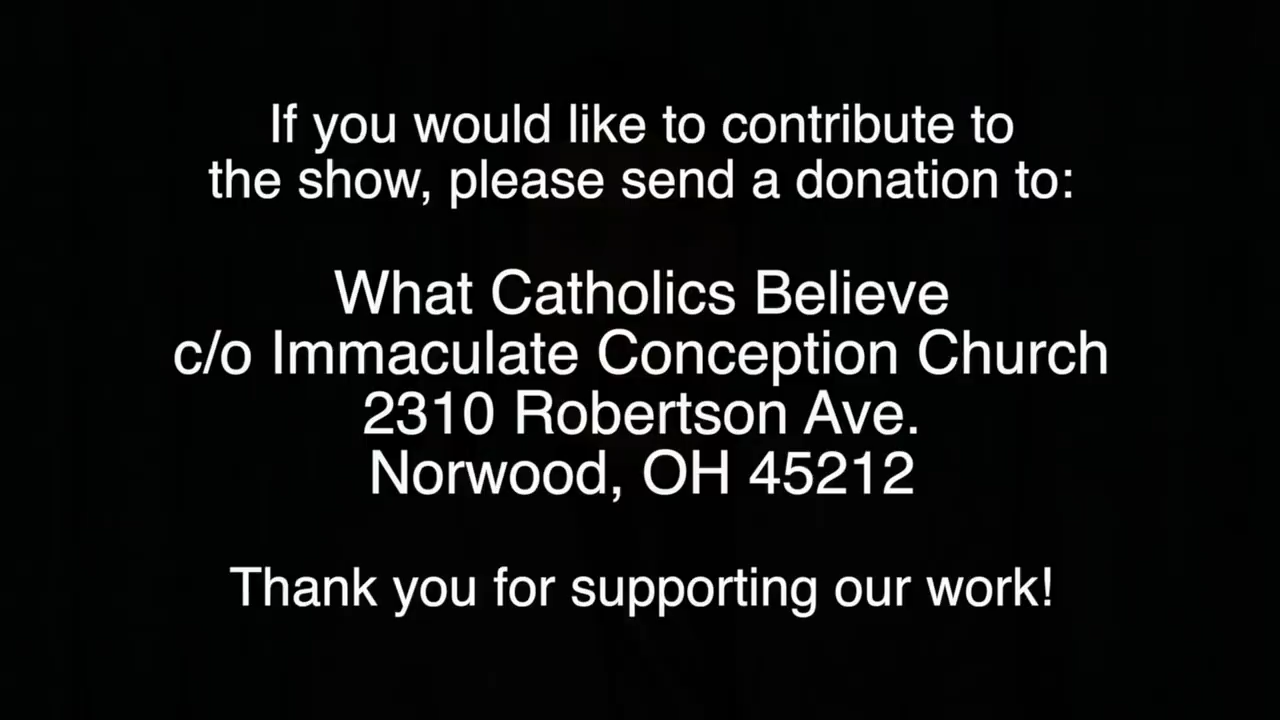 If you would like to contribute to
the show, please send a donation to:
What Catholics Believe
c/o Immaculate Conception Church
2310 Robertson Ave.
Norwood, OH 45212
Thank you for supporting our work!